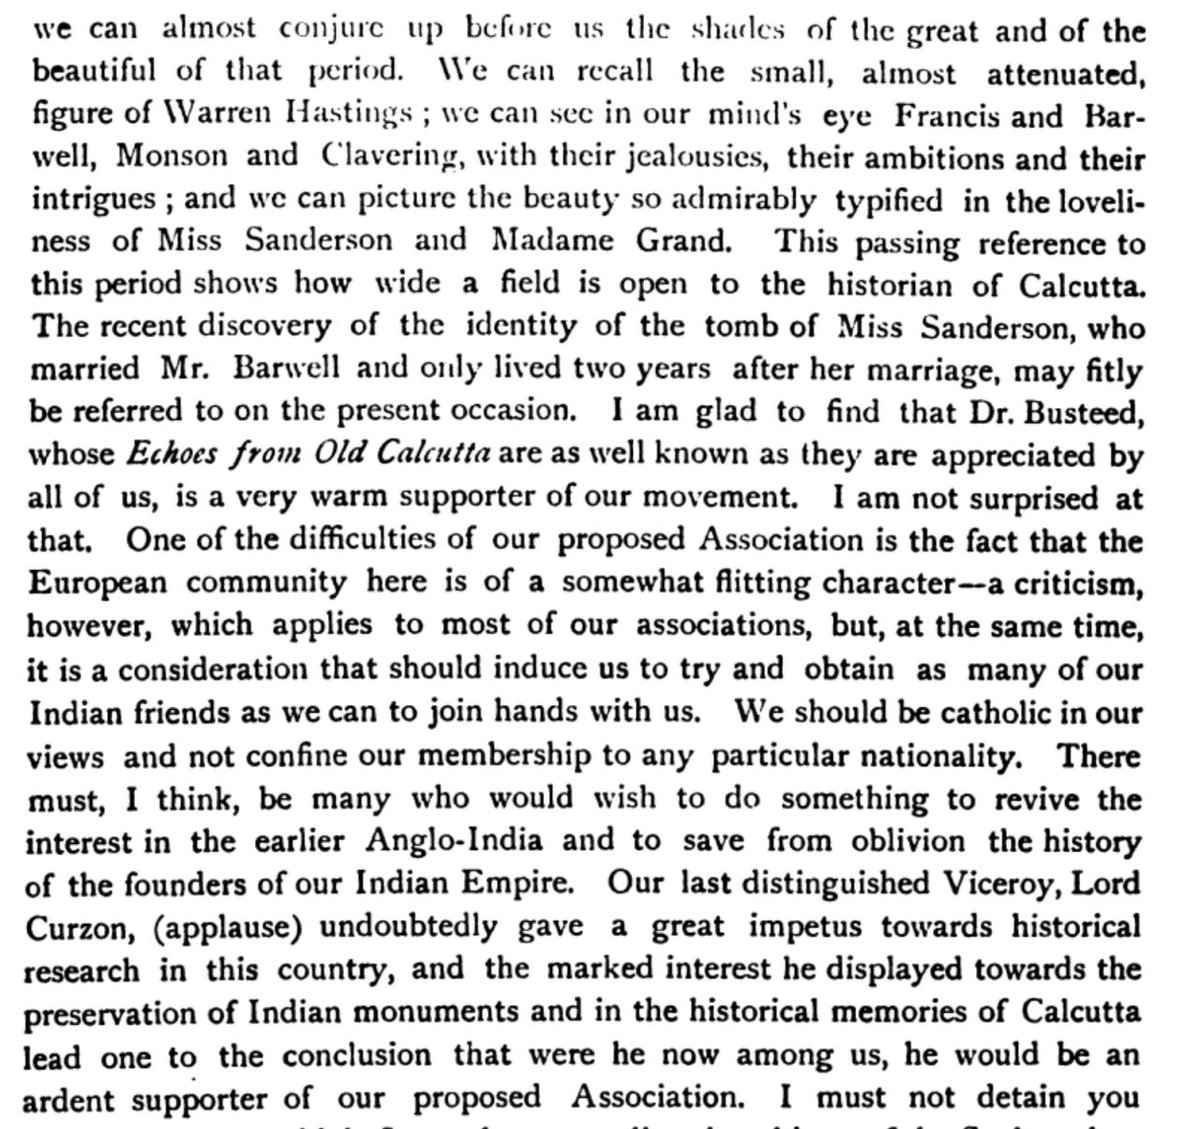 we can almost conjure up before us the shades of the great and of the
beautiful of that period. We can recall the small, almost attenuated,
figure of Warren Hastings ; we can see in our mind's eye Francis and Bar-
well, Monson and Clavering, with their jealousies, their ambitions and their
intrigues ; and we can picture the beauty so admirably typified in the loveli-
ness of Miss Sanderson and Madame Grand. This passing reference to
this period shows how wide a field is open to the historian of Calcutta.
The recent discovery of the identity of the tomb of Miss Sanderson, who
married Mr. Barwell and only lived two years after her marriage, may fitly
be referred to on the present occasion. I am glad to find that Dr. Busteed,
whose Echoes from Old Calcutta are as well known as they are appreciated by
all of us, is a very warm supporter of our movement. I am not surprised at
that. One of the difficulties of our proposed Association is the fact that the
European community here is of a somewhat flitting character—a criticism,
however, which applies to most of our associations, but, at the same time,
it is a consideration that should induce us to try and obtain as many of our
Indian friends as we can to join hands with us. We should be catholic in our
views and not confine our membership to any particular nationality. There
must, I think, be many who would wish to do something to revive the
interest in the earlier Anglo-India and to save from oblivion the history
of the founders of our Indian Empire. Our last distinguished Viceroy, Lord
Curzon, (applause) undoubtedly gave a great impetus towards historical
research in this country, and the marked interest he displayed towards the
preservation of Indian monuments and in the historical memories of Calcutta
lead one to the conclusion that were he now among us, he would be an
ardent supporter of our proposed Association. I must not detain you